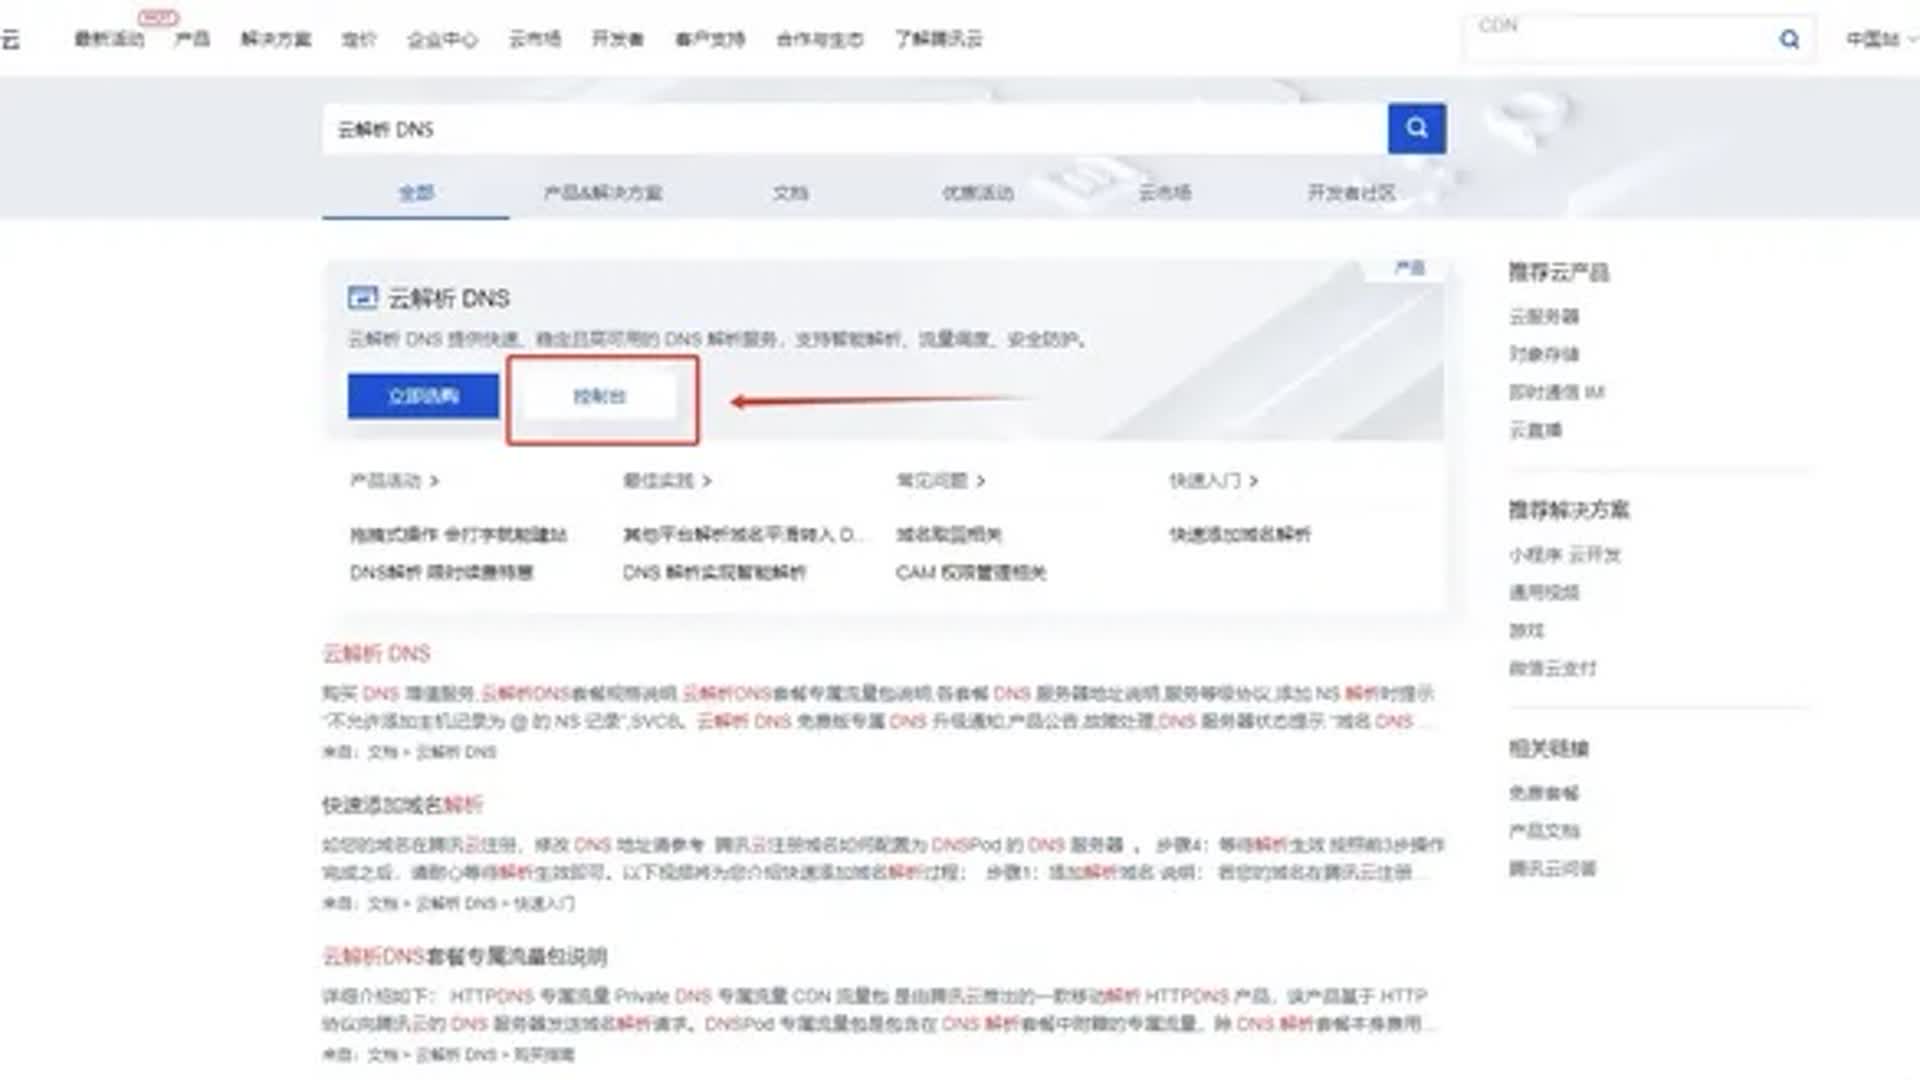 云
最新活动
HOT
产品
解决方案
定价
企业中心
云市场
开发者
客户支持
合作与生态
了解腾讯云
CDN
中国站
云解析 DNS
全部
产品&解决方案
文档
优惠活动
云市场
开发者社区
产品
云解析 DNS
云解析 DNS 提供快速、稳定且高可用的 DNS 解析服务，支持智能解析、流量调度、安全防护。
立即选购
控制台
产品活动 >
最佳实践 >
常见问题 >
快速入门 >
拖拽式操作 会打字就能建站
其他平台解析域名平滑转入 D...
域名取回相关
快速添加域名解析
DNS解析 限时续费特惠
DNS 解析实现智能解析
CAM 权限管理相关
云解析 DNS
购买 DNS 增值服务,云解析DNS套餐规格说明,云解析DNS套餐专属流量包说明,各套餐 DNS 服务器地址说明,服务等级协议,添加 NS 解析时提示
"不允许添加主机记录为 @ 的 NS 记录",SVCB。云解析 DNS 免费版专属 DNS 升级通知,产品公告,故障处理,DNS 服务器状态提示 "域名 DNS ...
来自：文档 > 云解析 DNS
快速添加域名解析
如您的域名在腾讯云注册，修改 DNS 地址请参考 腾讯云注册域名如何配置为 DNSPod 的 DNS 服务器 。 步骤4：等待解析生效 按照前3步操作
完成之后，请耐心等待解析生效即可。以下视频将为您介绍快速添加域名解析过程： 步骤1：添加解析域名 说明： 若您的域名在腾讯云注册...
来自：文档 > 云解析 DNS > 快速入门
云解析DNS套餐专属流量包说明
详细介绍如下： HTTPDNS 专属流量 Private DNS 专属流量 CDN 流量包 是由腾讯云推出的一款移动解析 HTTPDNS 产品，该产品基于 HTTP
协议向腾讯云的 DNS 服务器发送域名解析请求。DNSPod 专属流量包是包含在 DNS 解析套餐中附赠的专属流量，除 DNS 解析套餐本身费用...
来自：文档 > 云解析 DNS > 购买指南
推荐云产品
云服务器
对象存储
即时通信 IM
云直播
推荐解决方案
小程序 云开发
通用视频
游戏
微信云支付
相关链接
免费套餐
产品文档
腾讯云问答